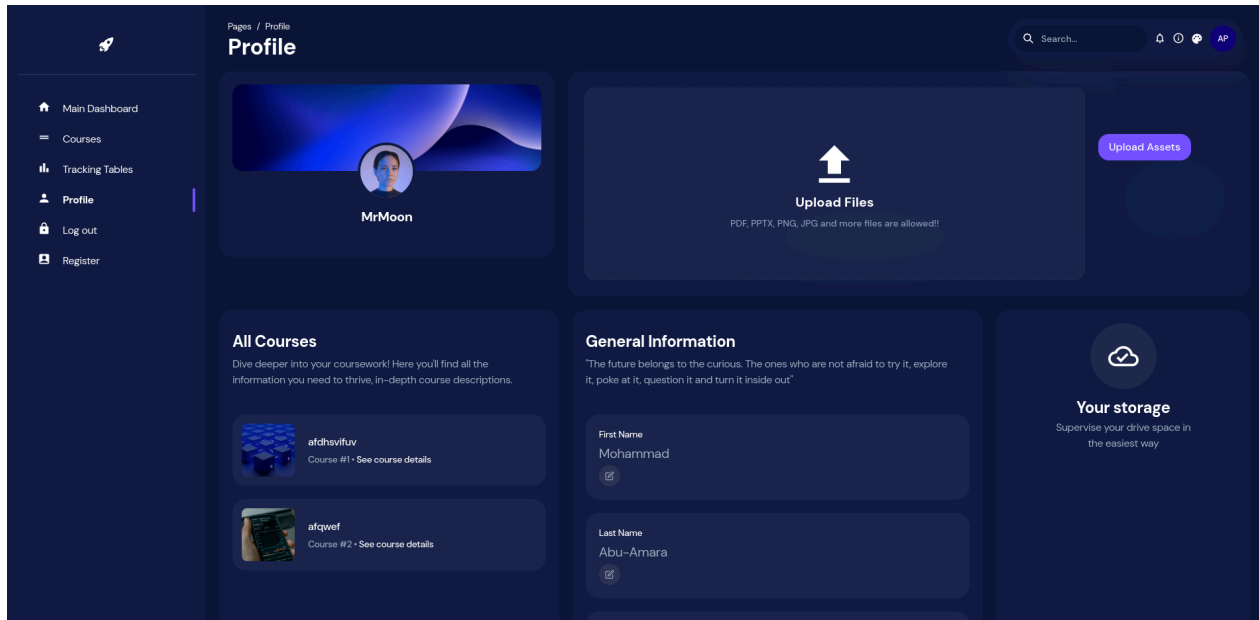 Pages / Profile
Profile
Search...
AP
Main Dashboard
Courses
Tracking Tables
Profile
Log out
Register
MrMoon
Upload Files
PDF, PPTX, PNG, JPG and more files are allowed!!
Upload Assets
All Courses
Dive deeper into your coursework! Here you'll find all the
information you need to thrive, in-depth course descriptions.
afdhsvifuv
Course #1 • See course details
afqwef
Course #2 • See course details
General Information
"The future belongs to the curious. The ones who are not afraid to try it, explore
it, poke at it, question it and turn it inside out"
First Name
Mohammad
Last Name
Abu-Amara
Your storage
Supervise your drive space in
the easiest way